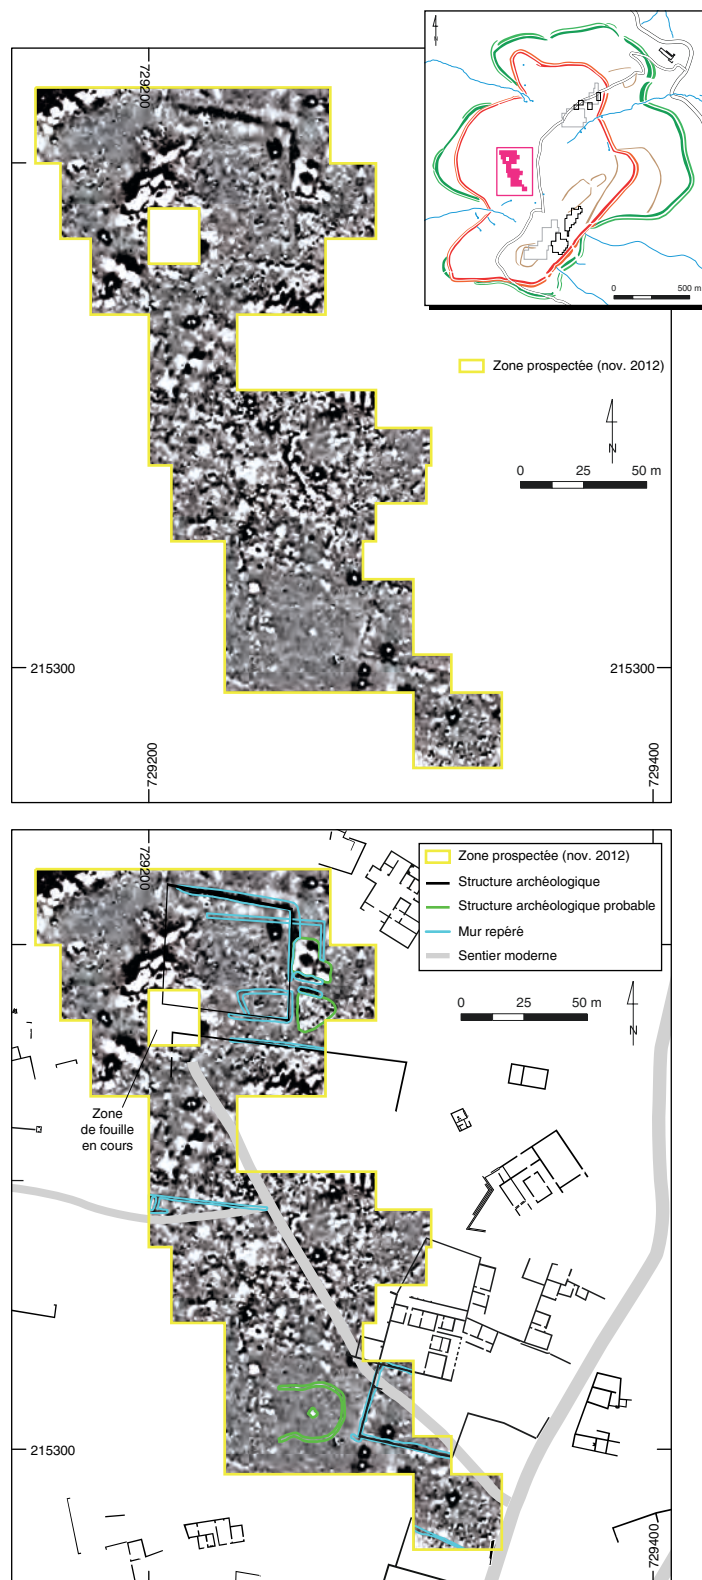 N
0 500 m
729200
Zone prospectée (nov. 2012)
N
0 25 50 m
215300
729200
729400
729200
Zone prospectée (nov. 2012)
Structure archéologique
Structure archéologique probable
Mur repéré
Sentier moderne
0 25 50 m
N
Zone
de fouille
en cours
215300
729400